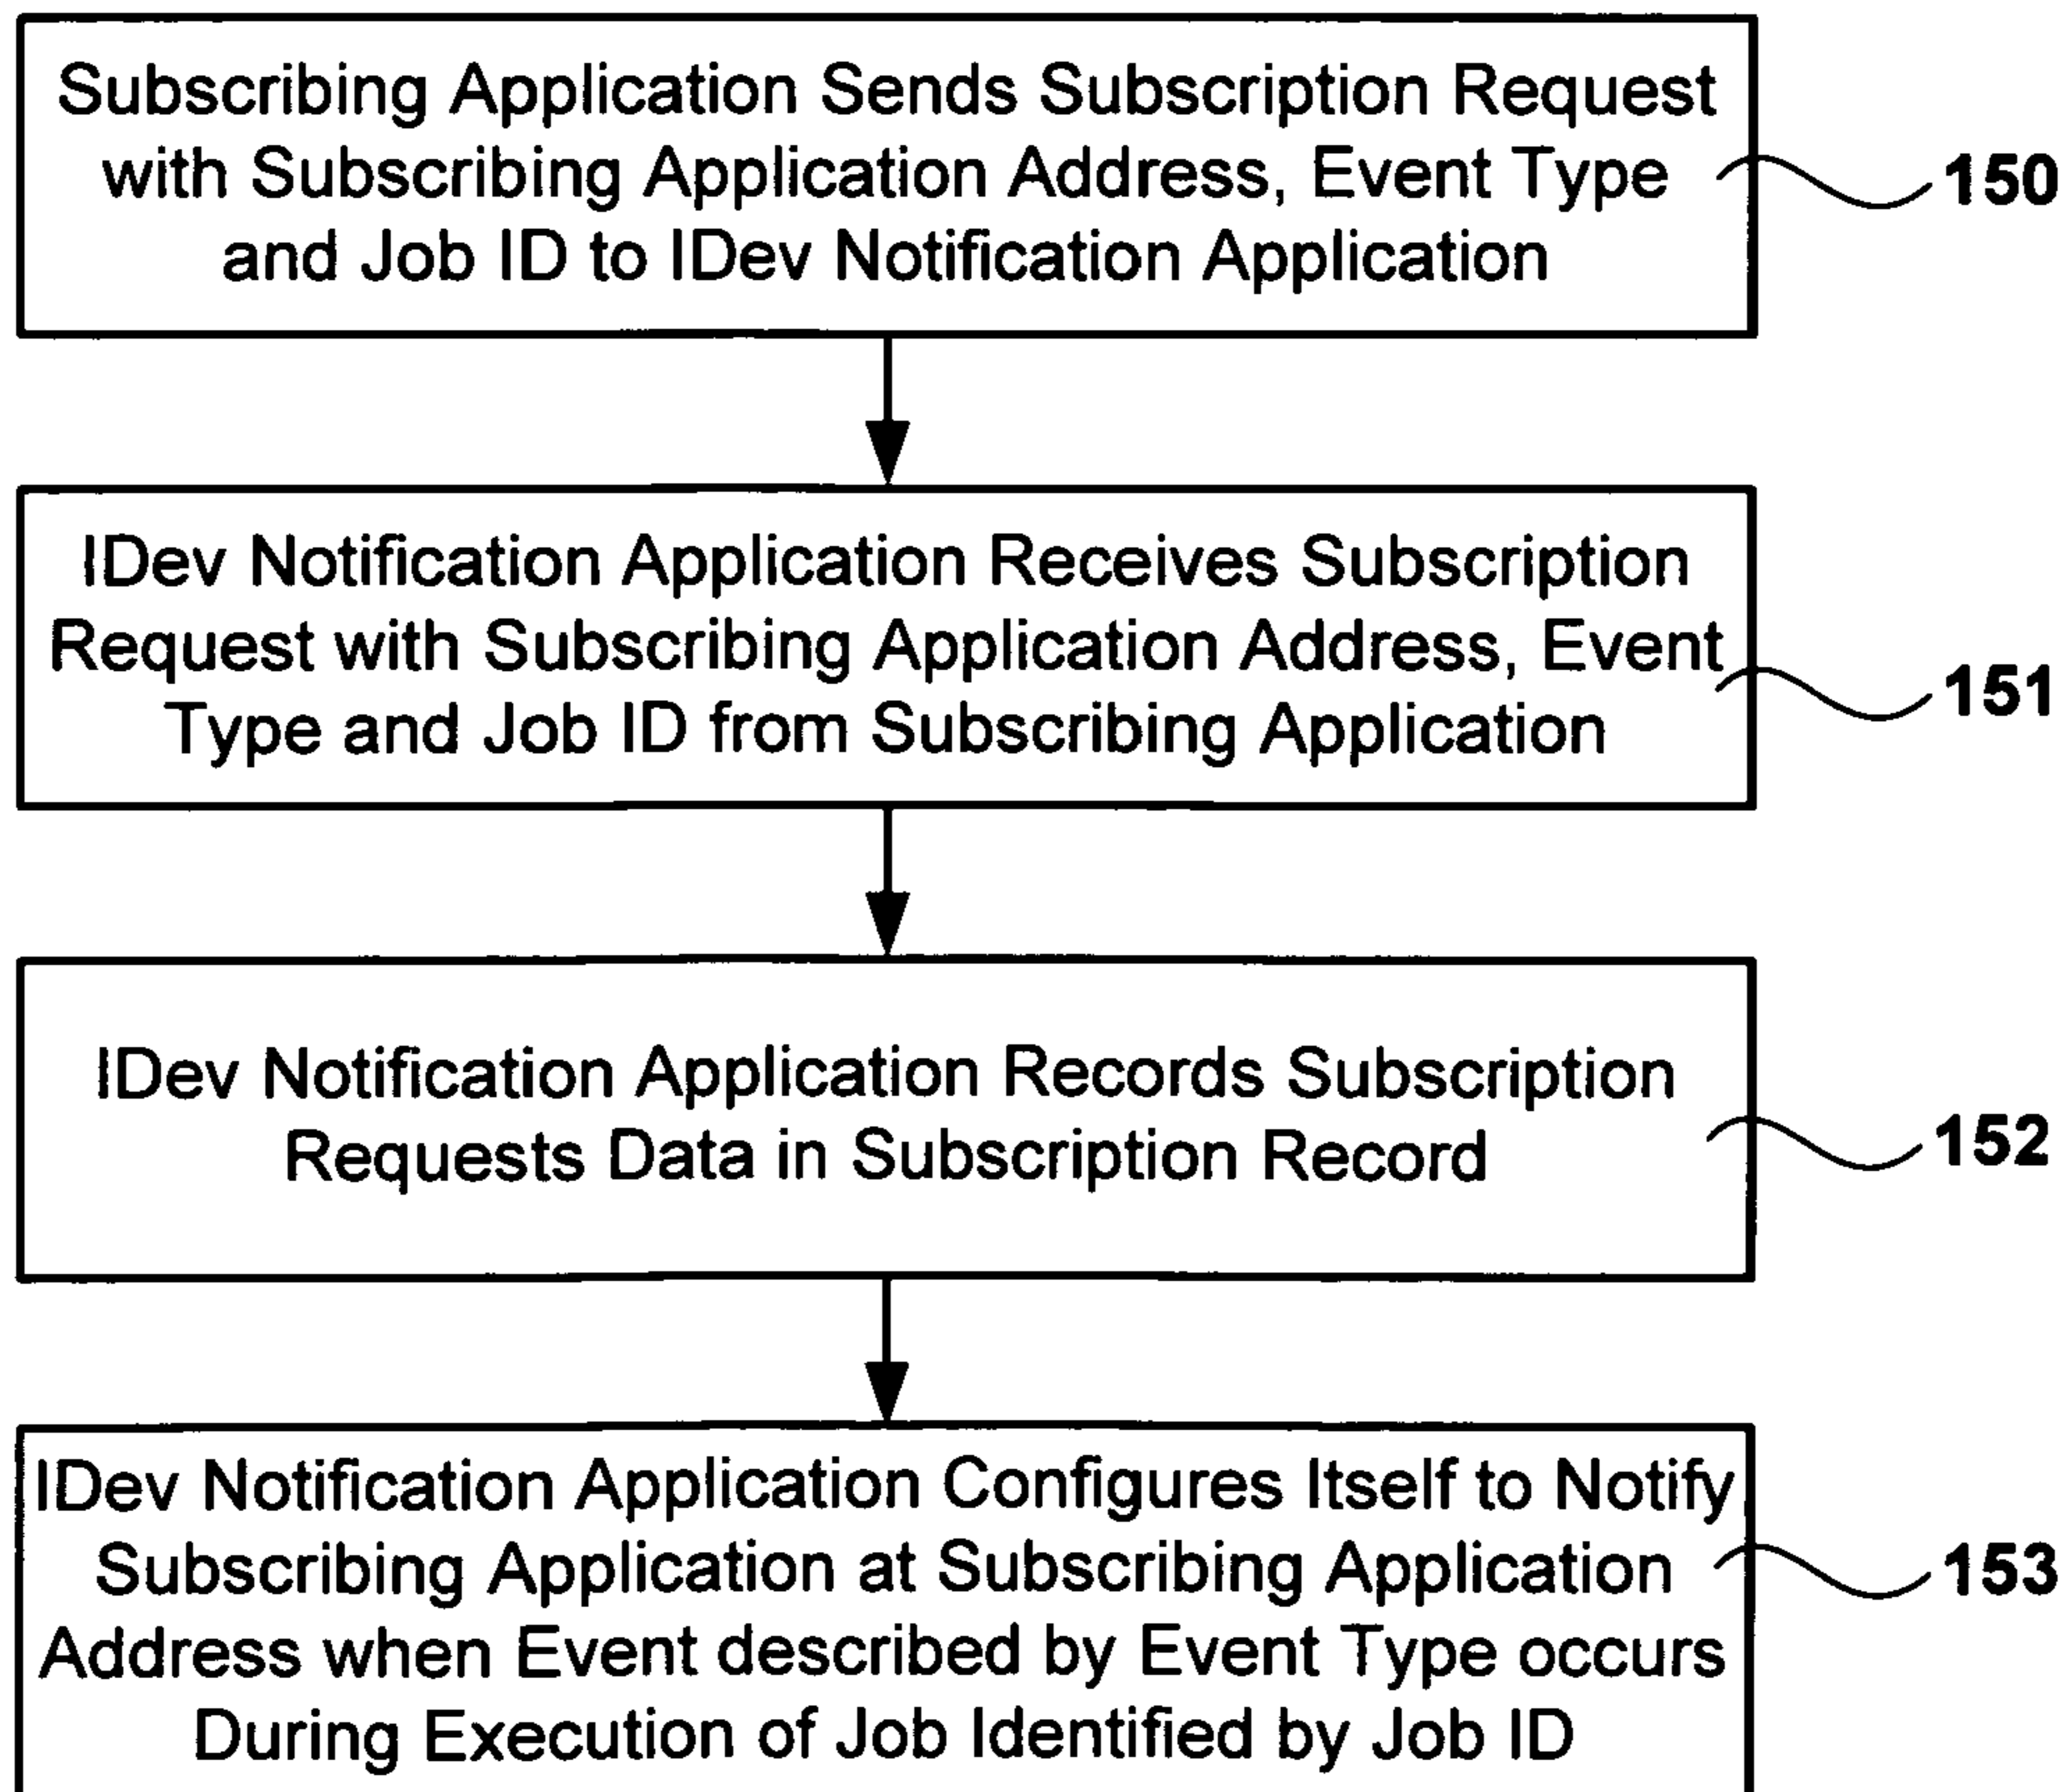 Subscribing Application Sends Subscription Request
with Subscribing Application Address, Event Type
and Job ID to IDev Notification Application
150
IDev Notification Application Receives Subscription
Request with Subscribing Application Address, Event
Type and Job ID from Subscribing Application
151
IDev Notification Application Records Subscription
Requests Data in Subscription Record
152
IDev Notification Application Configures Itself to Notify
Subscribing Application at Subscribing Application
Address when Event described by Event Type occurs
During Execution of Job Identified by Job ID
153